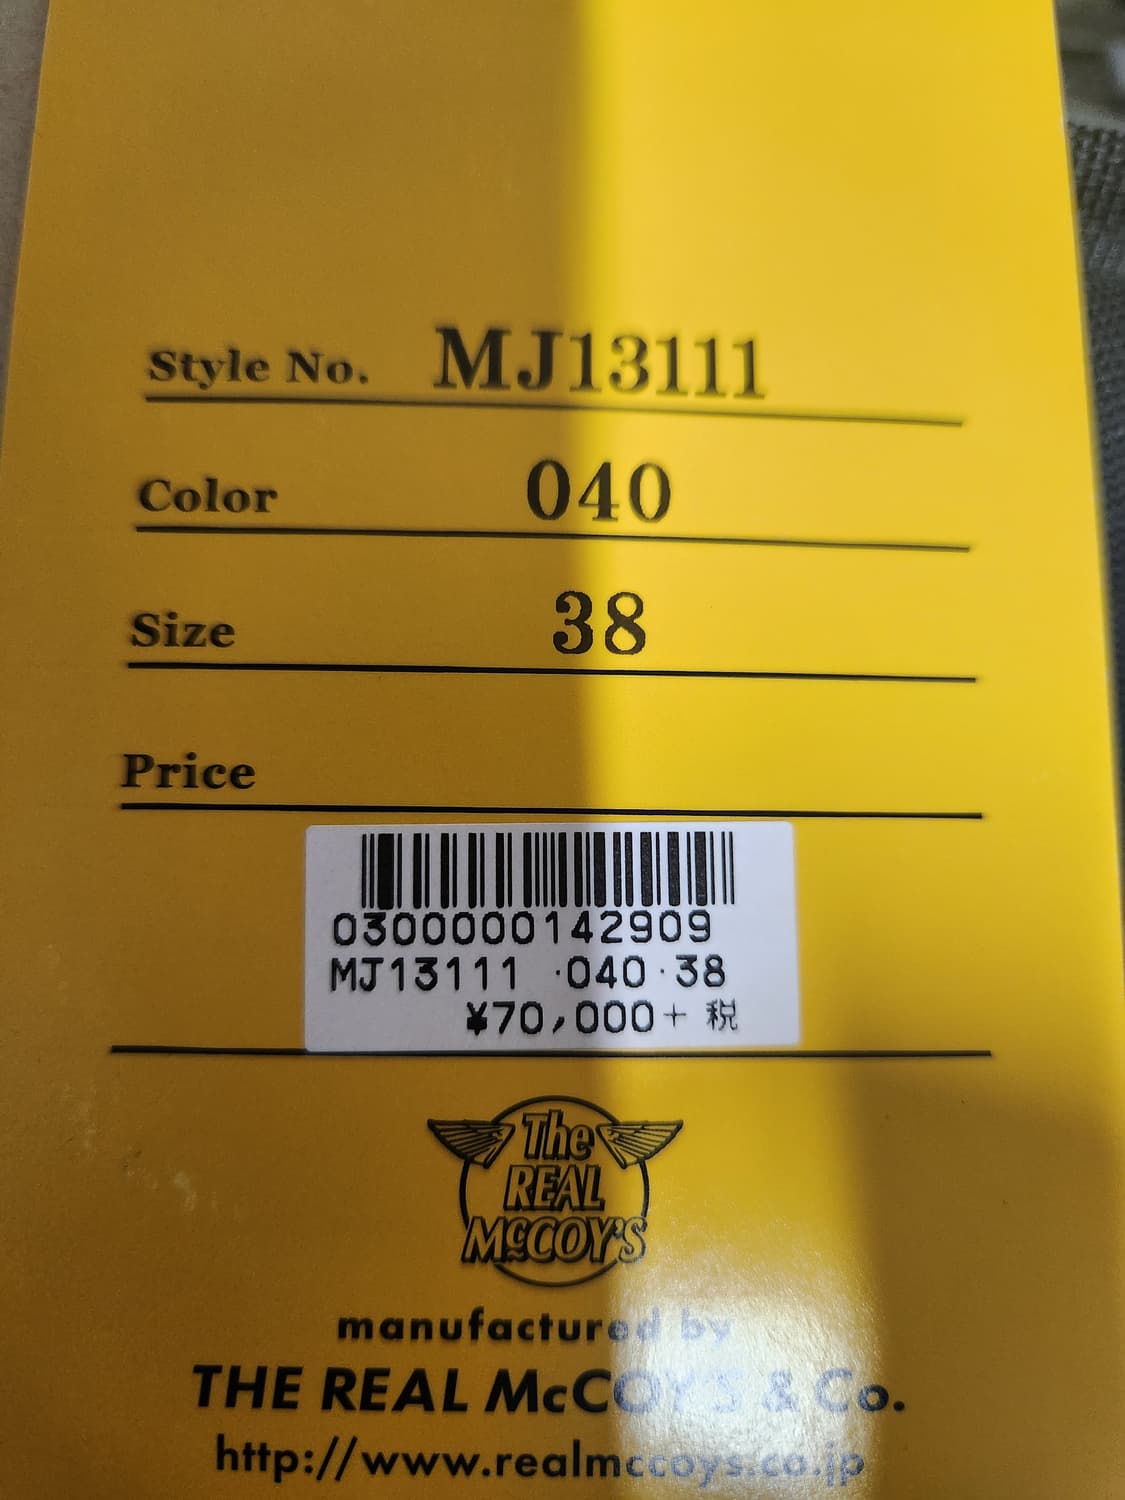 Style No. MJ13111
Color 040
Size 38
Price
0300000142909
MJ13111 ·040·38
¥70,000+ 税
The
REAL
McCOY'S
manufactured by
THE REAL McCOY'S & Co.
http://www.realmccoys.co.jp